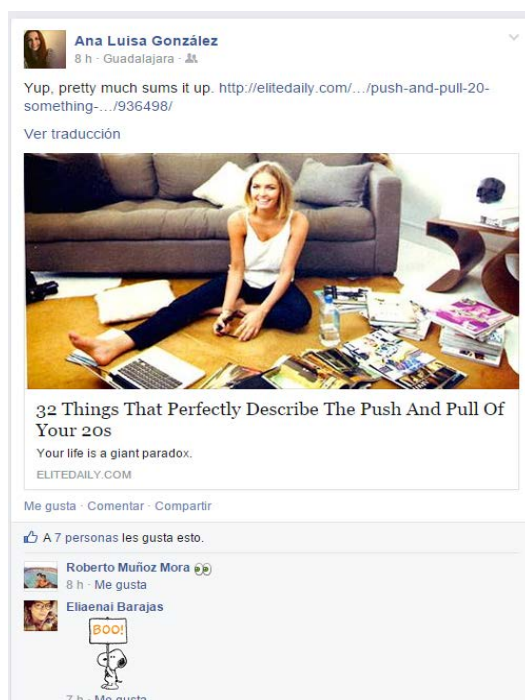 Ana Luisa González
8 h · Guadalajara ·
Yup, pretty much sums it up. http://elitedaily.com/.../push-and-pull-20-
something-.../936498/
Ver traducción
32 Things That Perfectly Describe The Push And Pull Of
Your 20s
Your life is a giant paradox.
ELITEDAILY.COM
Me gusta · Comentar · Compartir
A 7 personas les gusta esto.
Roberto Muñoz Mora
8 h · Me gusta
Eliaenai Barajas
BOO!
7 h · Me gusta